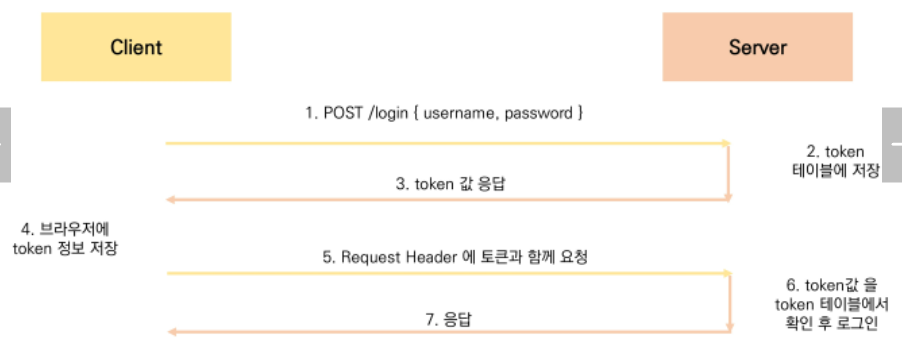 Client
Server
1. POST /login { username, password }
2. token
테이블에 저장
3. token 값 응답
4. 브라우저에
token 정보 저장
5. Request Header 에 토큰과 함께 요청
6. token값 을
token 테이블에서
확인 후 로그인
7. 응답